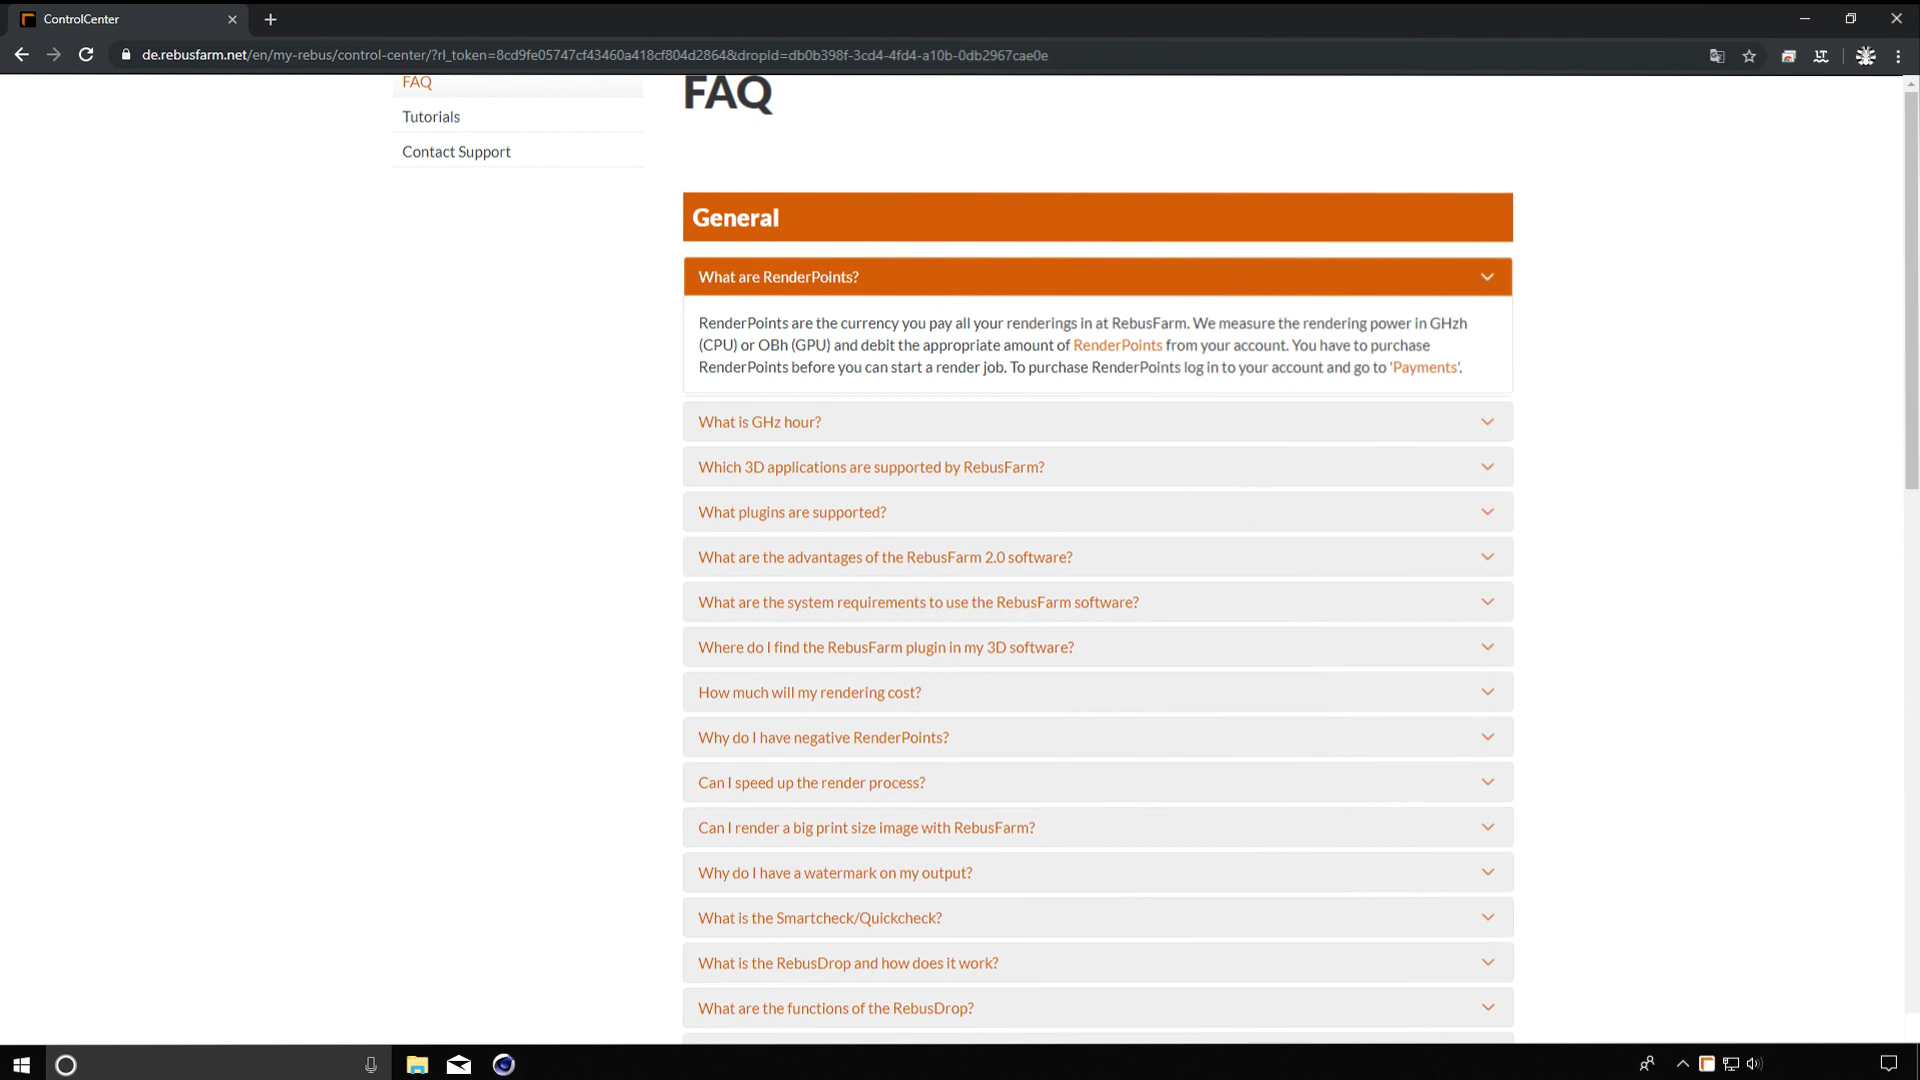 ControlCenter
de.rebusfarm.net/en/my-rebus/control-center/?rl_token=8cd9fe05747cf43460a418cf804d2864&dropId=db0b398f-3cd4-4fd4-a10b-0db2967cae0e
FAQ
Tutorials
Contact Support
FAQ
General
What are RenderPoints?
RenderPoints are the currency you pay all your renderings in at RebusFarm. We measure the rendering power in GHzh
(CPU) or OBh (GPU) and debit the appropriate amount of RenderPoints from your account. You have to purchase
RenderPoints before you can start a render job. To purchase RenderPoints log in to your account and go to 'Payments'.
What is GHz hour?
Which 3D applications are supported by RebusFarm?
What plugins are supported?
What are the advantages of the RebusFarm 2.0 software?
What are the system requirements to use the RebusFarm software?
Where do I find the RebusFarm plugin in my 3D software?
How much will my rendering cost?
Why do I have negative RenderPoints?
Can I speed up the render process?
Can I render a big print size image with RebusFarm?
Why do I have a watermark on my output?
What is the Smartcheck/Quickcheck?
What is the RebusDrop and how does it work?
What are the functions of the RebusDrop?